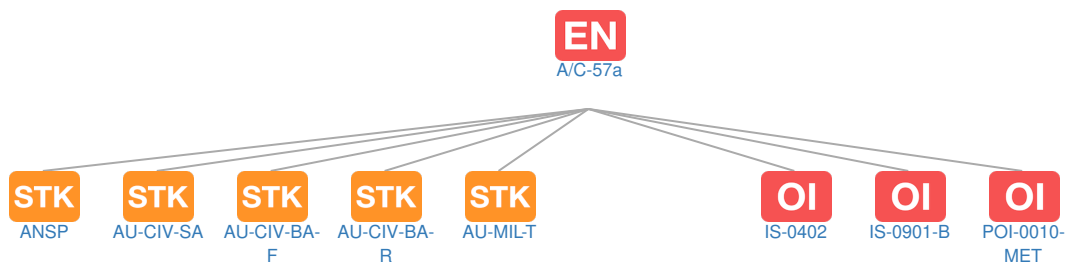 EN
A/C-57a
STK STK STK STK STK OI OI OI
ANSP AU-CIV-SA AU-CIV-BA- AU-CIV-BA- AU-MIL-T IS-0402 IS-0901-B POI-0010-
F R MET